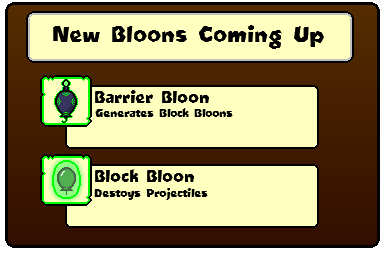 New Bloons Coming Up
Barrier Bloon
Generates Block Bloons
Block Bloon
Destoys Projectiles